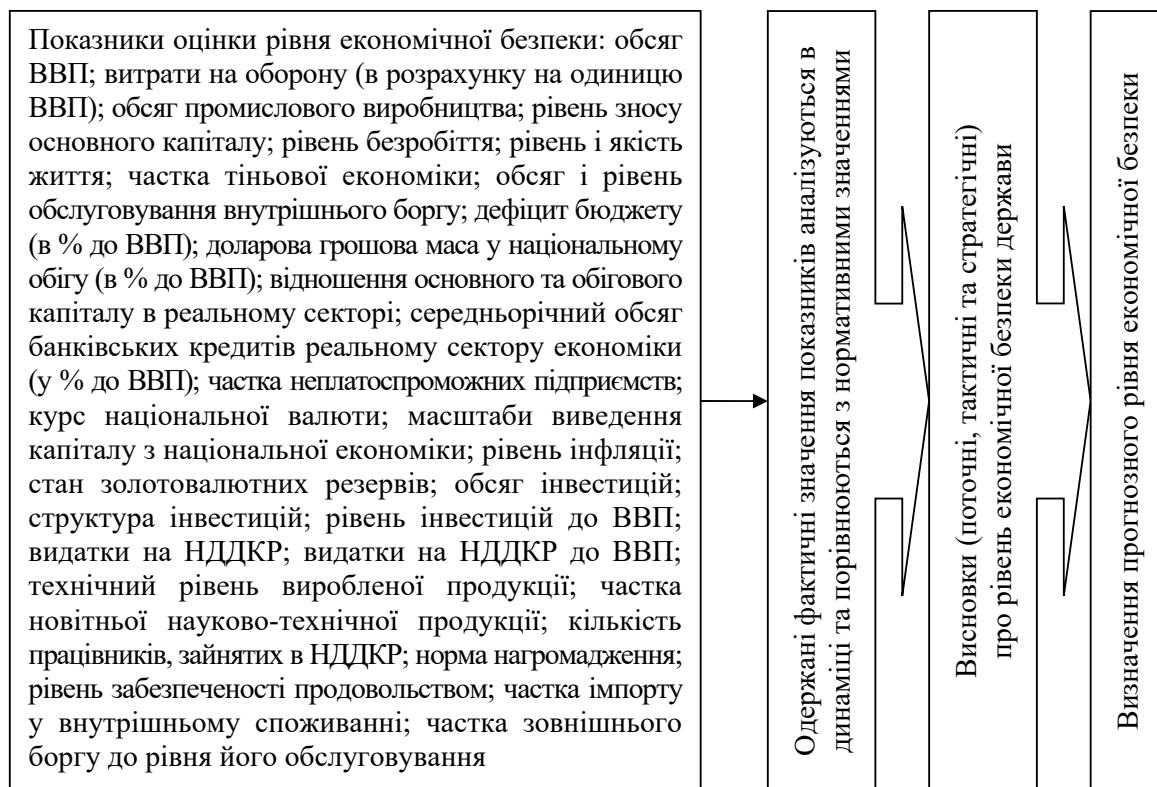 Показники оцінки рівня економічної безпеки: обсяг
ВВП; витрати на оборону (в розрахунку на одиницю
ВВП); обсяг промислового виробництва; рівень зносу
основного капіталу; рівень безробіття; рівень і якість
життя; частка тіньової економіки; обсяг і рівень
обслуговування внутрішнього боргу; дефіцит бюджету
(в % до ВВП); доларова грошова маса у національному
обігу (в % до ВВП); відношення основного та обігового
капіталу в реальному секторі; середньорічний обсяг
банківських кредитів реальному сектору економіки
(у % до ВВП); частка неплатоспроможних підприємств;
курс національної валюти; масштаби виведення
капіталу з національної економіки; рівень інфляції;
стан золотовалютних резервів; обсяг інвестицій;
структура інвестицій; рівень інвестицій до ВВП;
видатки на НДДКР; видатки на НДДКР до ВВП;
технічний рівень виробленої продукції; частка
новітньої науково-технічної продукції; кількість
працівників, зайнятих в НДДКР; норма нагромадження;
рівень забезпеченості продовольством; частка імпорту
у внутрішньому споживанні; частка зовнішнього
боргу до рівня його обслуговування
Одержані фактичні значення показників аналізуються в
динаміці та порівнюються з нормативними значеннями
Висновки (поточні, тактичні та стратегічні)
про рівень економічної безпеки держави
Визначення прогнозного рівня економічної безпеки